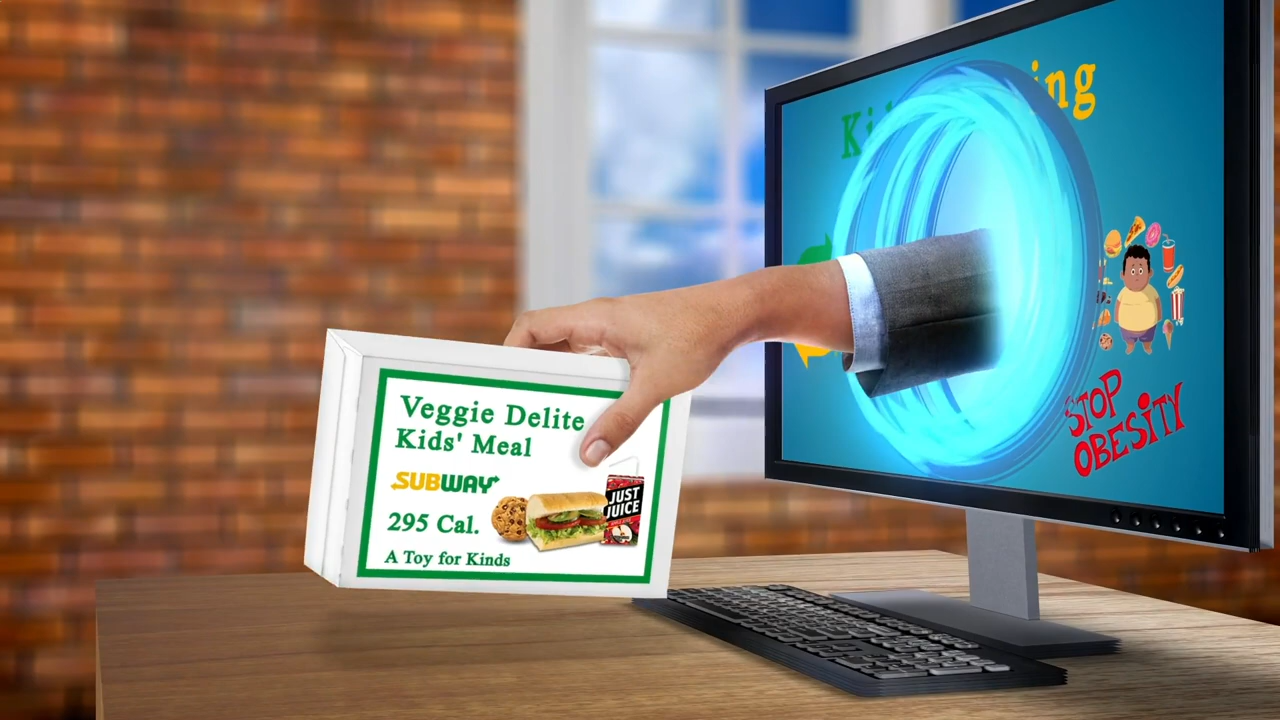 Veggie Delite
Kids' Meal
SUBWAY
295 Cal.
A Toy for Kinds
JUST
JUICE
STOP
OBESITY